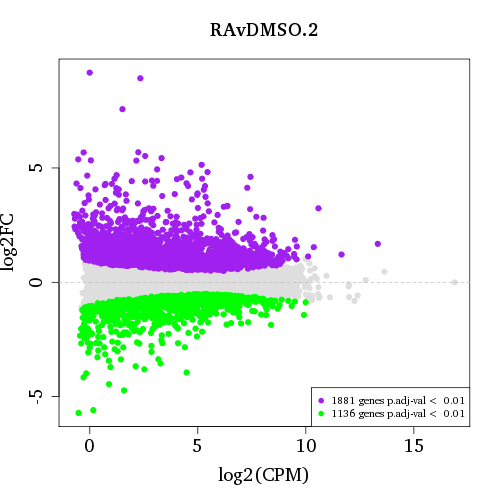 RAvDMSO.2
log2FC
5
0
-5
1881 genes p.adj-val < 0.01
1136 genes p.adj-val < 0.01
0 5 10 15
log2(CPM)